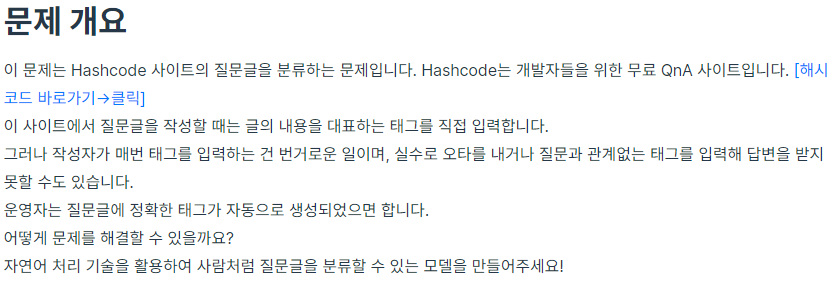 문제 개요
이 문제는 Hashcode 사이트의 질문글을 분류하는 문제입니다. Hashcode는 개발자들을 위한 무료 QnA 사이트입니다. [해시
코드 바로가기→클릭]
이 사이트에서 질문글을 작성할 때는 글의 내용을 대표하는 태그를 직접 입력합니다.
그러나 작성자가 매번 태그를 입력하는 건 번거로운 일이며, 실수로 오타를 내거나 질문과 관계없는 태그를 입력해 답변을 받지
못할 수도 있습니다.
운영자는 질문글에 정확한 태그가 자동으로 생성되었으면 합니다.
어떻게 문제를 해결할 수 있을까요?
자연어 처리 기술을 활용하여 사람처럼 질문글을 분류할 수 있는 모델을 만들어주세요!